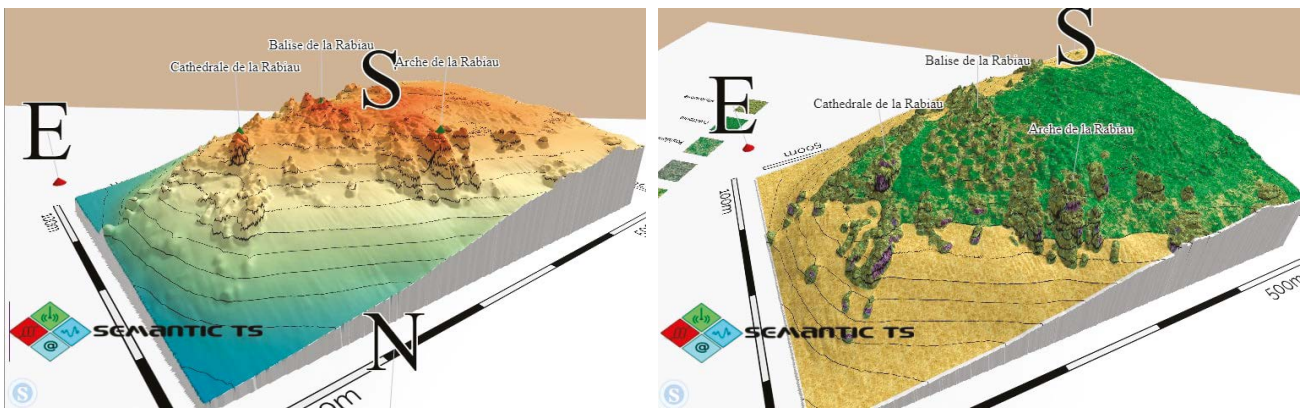 Balise de la Rabiau
S
Arche de la Rabiau
Cathedrale de la Rabiau
E
100m
SEMANTIC TS
@
N
S
S
Balise de la Rabiau
E
Cathedrale de la Rabiau
Arche de la Rabiau
500m
100m
500m
SEMANTIC TS
@
S